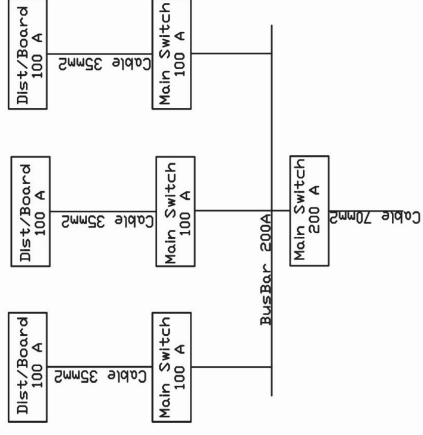 Dist/Board
100 A
Cable 35mm2
Main Switch
100 A
Dist/Board
100 A
Cable 35mm2
Main Switch
100 A
Dist/Board
100 A
Cable 35mm2
Main Switch
100 A
BusBar 200A
Main Switch
200 A
Cable 70mm2